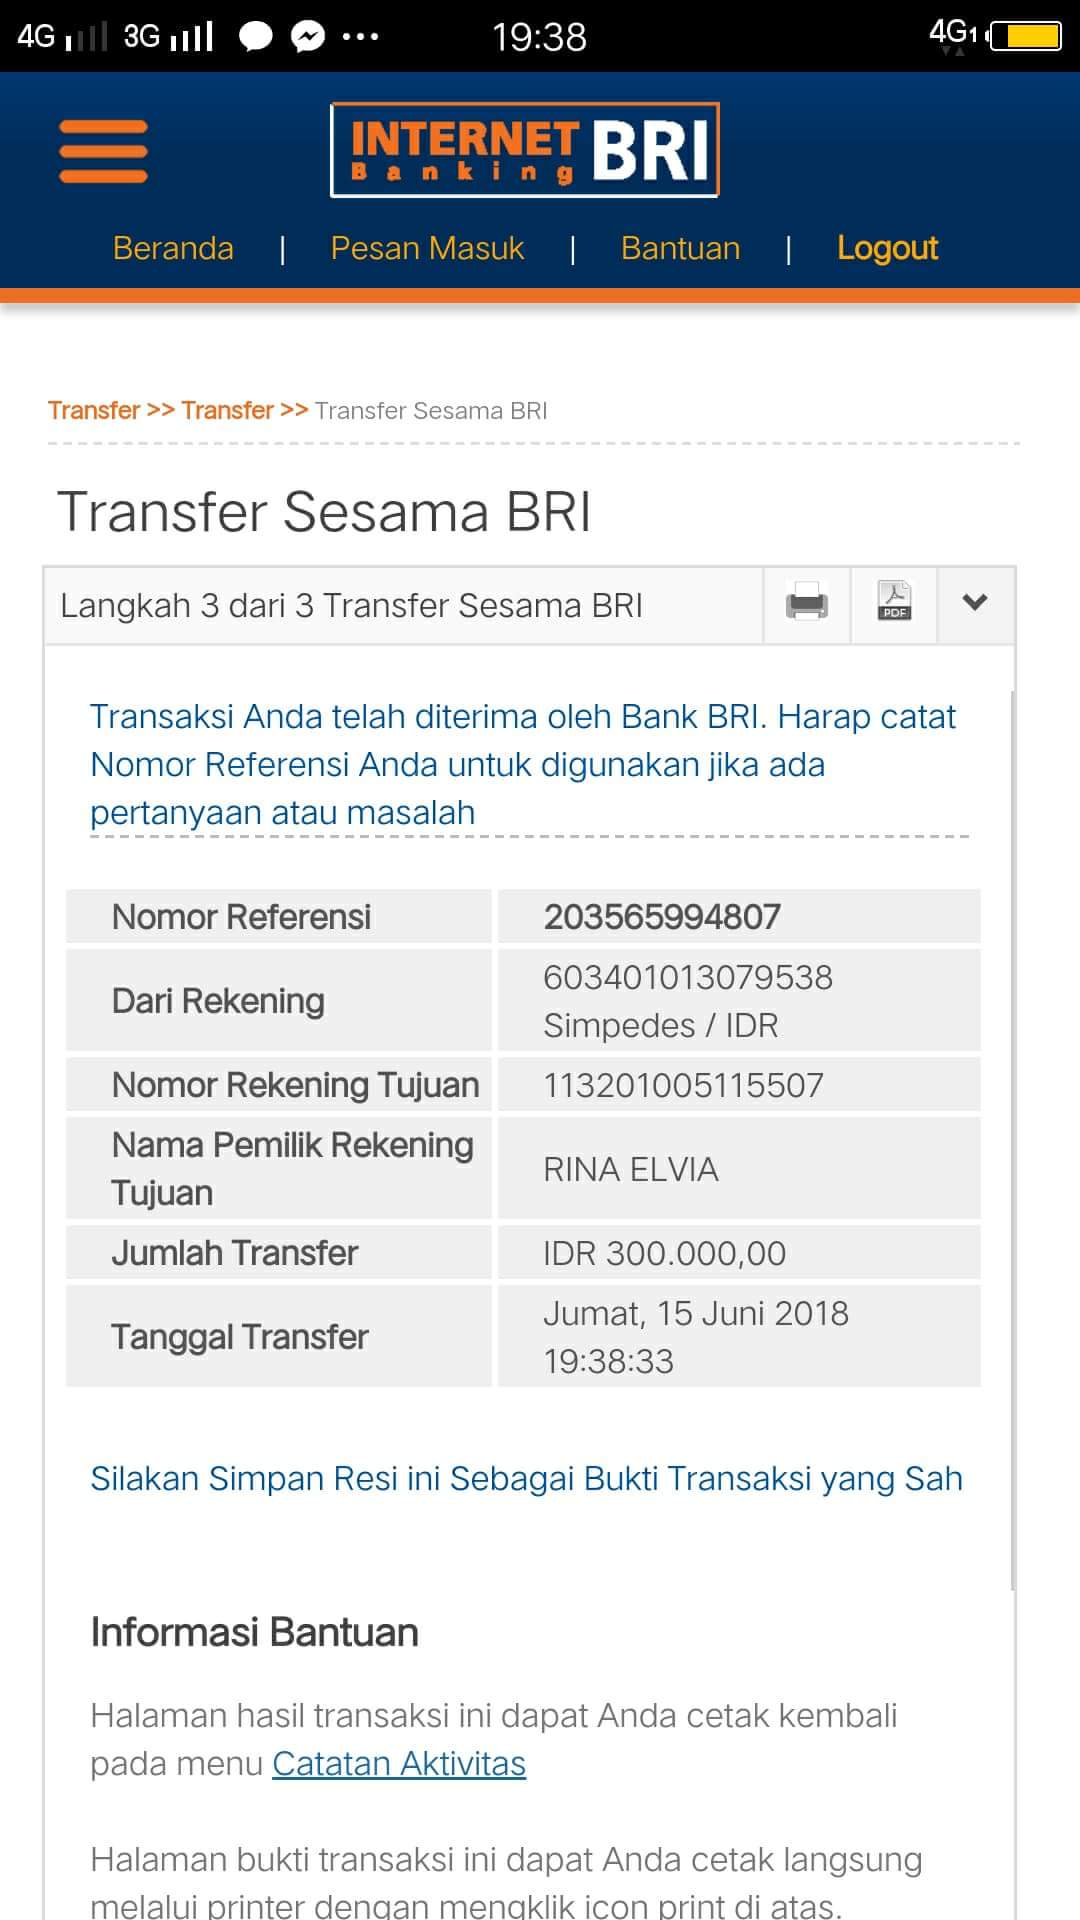 4G 3G 19:38 4G1
INTERNET BRI
Banking
Beranda | Pesan Masuk | Bantuan | Logout
Transfer >> Transfer >> Transfer Sesama BRI
Transfer Sesama BRI
Langkah 3 dari 3 Transfer Sesama BRI
PDF
Transaksi Anda telah diterima oleh Bank BRI. Harap catat
Nomor Referensi Anda untuk digunakan jika ada
pertanyaan atau masalah
Nomor Referensi 203565994807
Dari Rekening 603401013079538
Simpedes / IDR
Nomor Rekening Tujuan 113201005115507
Nama Pemilik Rekening
Tujuan RINA ELVIA
Jumlah Transfer IDR 300.000,00
Tanggal Transfer Jumat, 15 Juni 2018
19:38:33
Silakan Simpan Resi ini Sebagai Bukti Transaksi yang Sah
Informasi Bantuan
Halaman hasil transaksi ini dapat Anda cetak kembali
pada menu Catatan Aktivitas
Halaman bukti transaksi ini dapat Anda cetak langsung
melalui printer dengan mengklik icon print di atas.